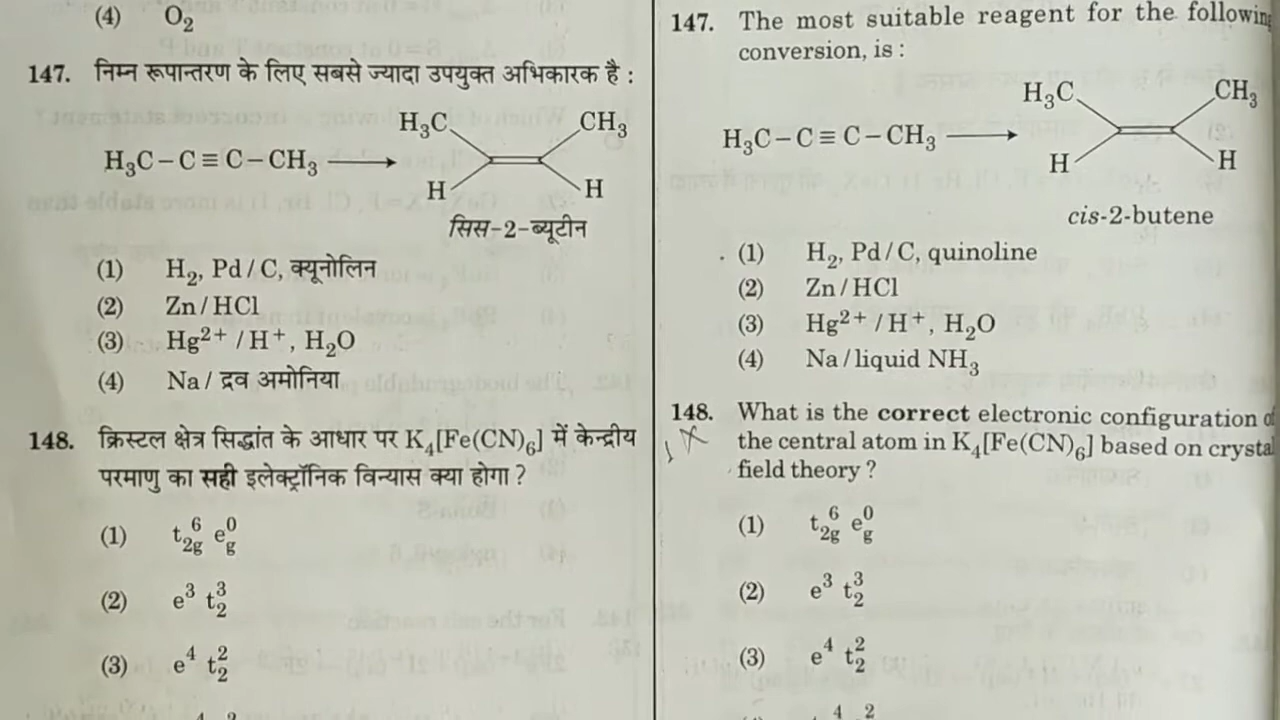 (4) O₂
147. निम्न रूपान्तरण के लिए सबसे ज्यादा उपयुक्त अभिकारक है :
H₃C CH₃
H₃C – C ≡ C – CH₃ ⟶
H H
सिस-2-ब्यूटीन
(1) H₂, Pd / C, क्यूनोलिन
(2) Zn / HCl
(3) Hg²⁺ / H⁺, H₂O
(4) Na / द्रव अमोनिया
148. क्रिस्टल क्षेत्र सिद्धांत के आधार पर K₄[Fe(CN)₆] में केन्द्रीय
परमाणु का सही इलेक्ट्रॉनिक विन्यास क्या होगा ?
(1) t₂g⁶ eg⁰
(2) e³ t₂³
(3) e⁴ t₂²
4 2
147. The most suitable reagent for the following
conversion, is :
H₃C CH₃
H₃C – C ≡ C – CH₃ ⟶
H H
cis-2-butene
(1) H₂, Pd / C, quinoline
(2) Zn / HCl
(3) Hg²⁺ / H⁺, H₂O
(4) Na / liquid NH₃
148. What is the correct electronic configuration o
the central atom in K₄[Fe(CN)₆] based on crysta
field theory ?
(1) t₂g⁶ eg⁰
(2) e³ t₂³
(3) e⁴ t₂²
4 2